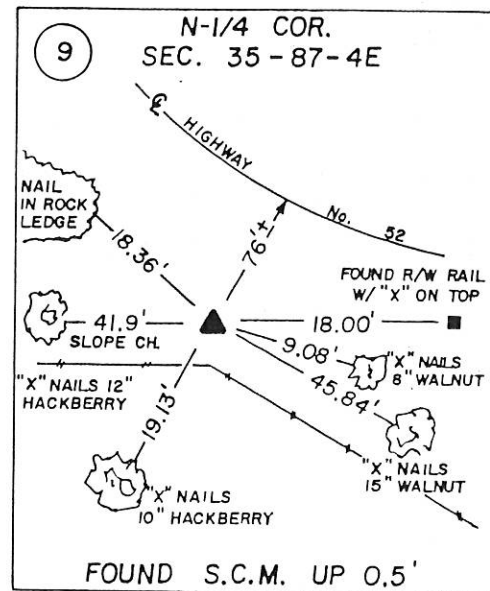 9
N-1/4 COR.
SEC. 35-87-4E
℄ HIGHWAY No. 52
NAIL
IN ROCK
LEDGE
18.36'
76'±
FOUND R/W RAIL
W/ "X" ON TOP
41.9'
SLOPE CH.
18.00'
9.08'
"X" NAILS
8" WALNUT
"X" NAILS 12"
HACKBERRY
45.84'
19.13'
"X" NAILS
15" WALNUT
"X" NAILS
10" HACKBERRY
FOUND S.C.M. UP 0.5'